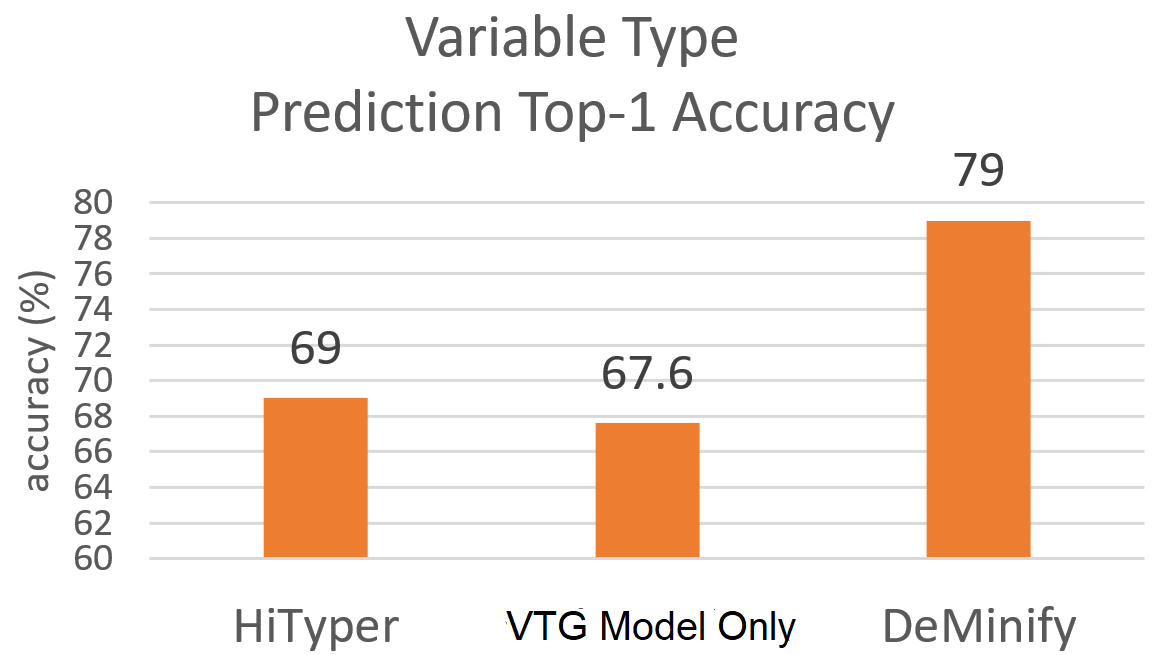 Variable Type
Prediction Top-1 Accuracy
79
80
78
76
74
72
70
68
66
64
62
60
accuracy (%)
69
67.6
HiTyper
VTG Model Only
DeMinify